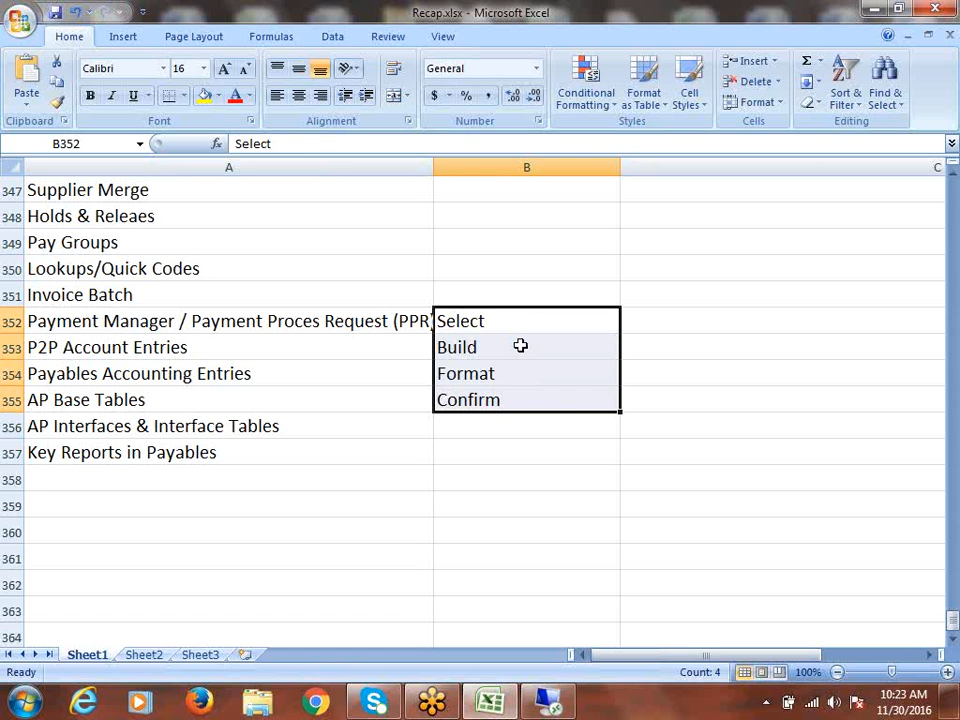 Recap.xlsx - Microsoft Excel
Home Insert Page Layout Formulas Data Review View
Paste
Clipboard
Calibri 16
B I U
Font
Alignment
General
$ % ,
Number
Conditional Formatting
Format as Table
Cell Styles
Styles
Insert
Delete
Format
Cells
Sort & Filter
Find & Select
Editing
B352 fx Select
A B C
347 Supplier Merge
348 Holds & Releaes
349 Pay Groups
350 Lookups/Quick Codes
351 Invoice Batch
352 Payment Manager / Payment Proces Request (PPR) Select
353 P2P Account Entries Build
354 Payables Accounting Entries Format
355 AP Base Tables Confirm
356 AP Interfaces & Interface Tables
357 Key Reports in Payables
358
359
360
361
362
363
364
Sheet1 Sheet2 Sheet3
Ready Count: 4 100%
10:23 AM
11/30/2016